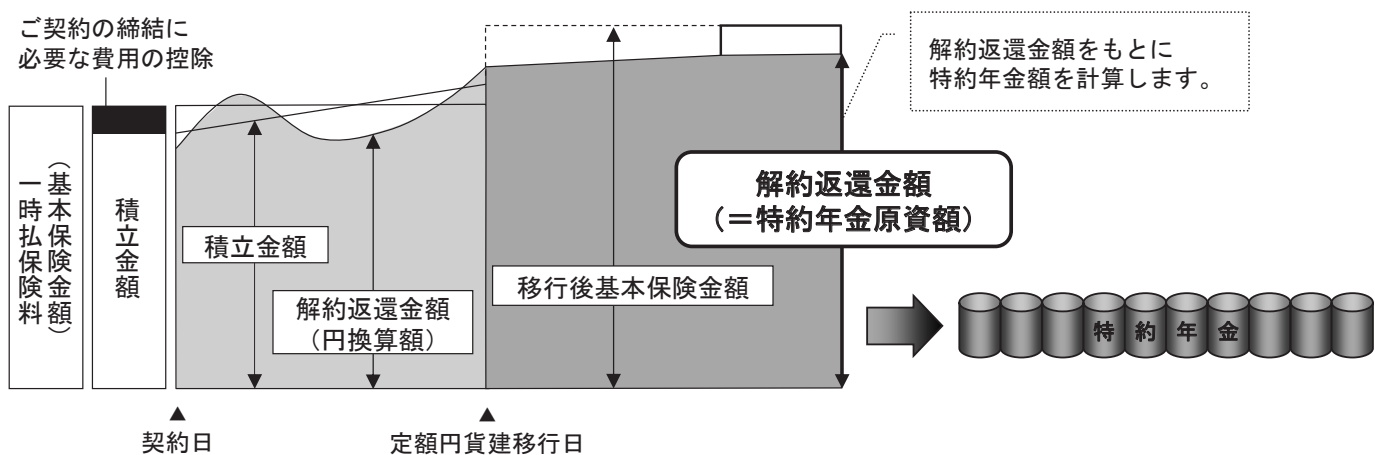 ご契約の締結に
必要な費用の控除
一時払保険料
（基本保険金額）
積立金額
積立金額
解約返還金額
（円換算額）
移行後基本保険金額
解約返還金額をもとに
特約年金額を計算します。
解約返還金額
（＝特約年金原資額）
特約年金
▲
契約日
▲
定額円貨建移行日